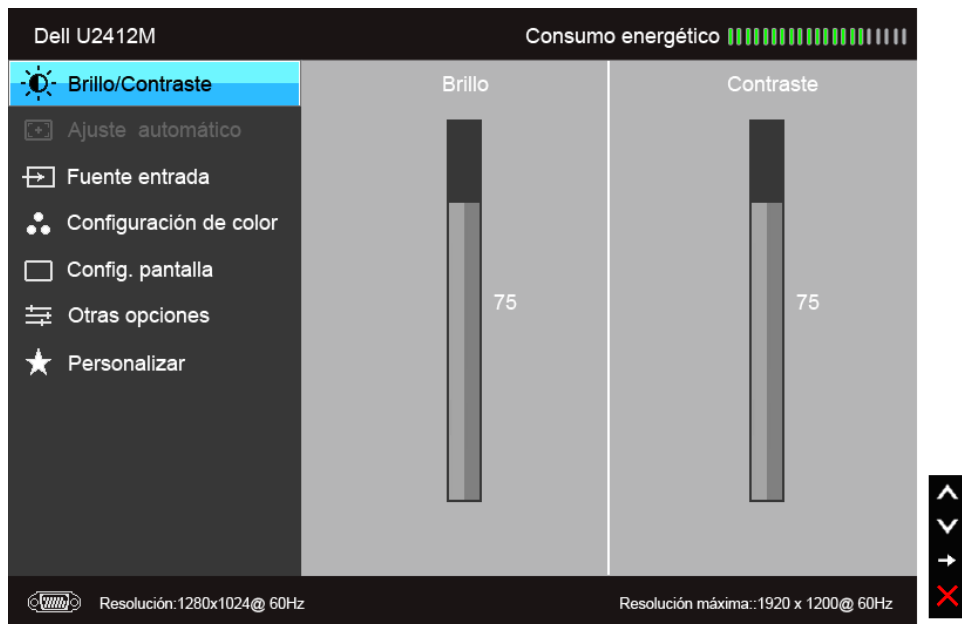 Dell U2412M
Consumo energético
Brillo/Contraste
Ajuste automático
Fuente entrada
Configuración de color
Config. pantalla
Otras opciones
Personalizar
Brillo
75
Contraste
75
Resolución:1280x1024@ 60Hz
Resolución máxima::1920 x 1200@ 60Hz